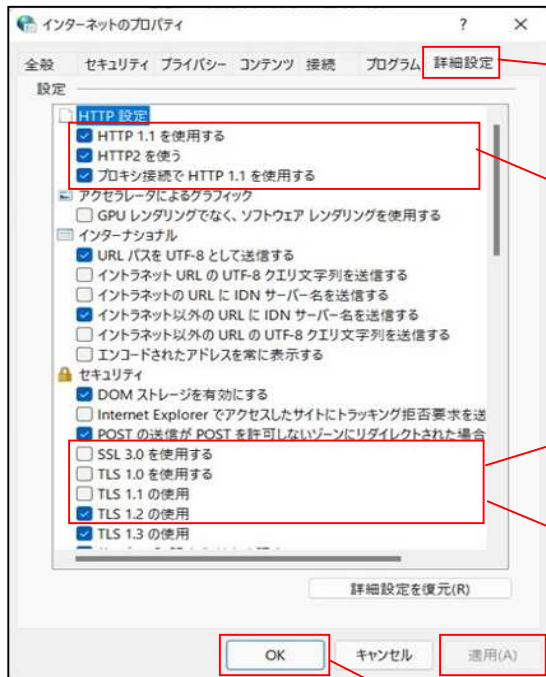 インターネットのプロパティ
?
×
全般 セキュリティ プライバシー コンテンツ 接続 プログラム 詳細設定
設定
HTTP 設定
HTTP 1.1 を使用する
HTTP2 を使う
プロキシ接続で HTTP 1.1 を使用する
アクセラレータによるグラフィック
GPU レンダリングでなく、ソフトウェア レンダリングを使用する
インターナショナル
URL パスを UTF-8 として送信する
イントラネット URL の UTF-8 クエリ文字列を送信する
イントラネットの URL に IDN サーバー名を送信する
イントラネット以外の URL に IDN サーバー名を送信する
イントラネット以外の URL の UTF-8 クエリ文字列を送信する
エンコードされたアドレスを常に表示する
セキュリティ
DOM ストレージを有効にする
Internet Explorer でアクセスしたサイトにトラッキング拒否要求を送
POST の送信が POST を許可しないゾーンにリダイレクトされた場合
SSL 3.0 を使用する
TLS 1.0 を使用する
TLS 1.1 の使用
TLS 1.2 の使用
TLS 1.3 の使用
詳細設定を復元(R)
OK キャンセル 適用(A)